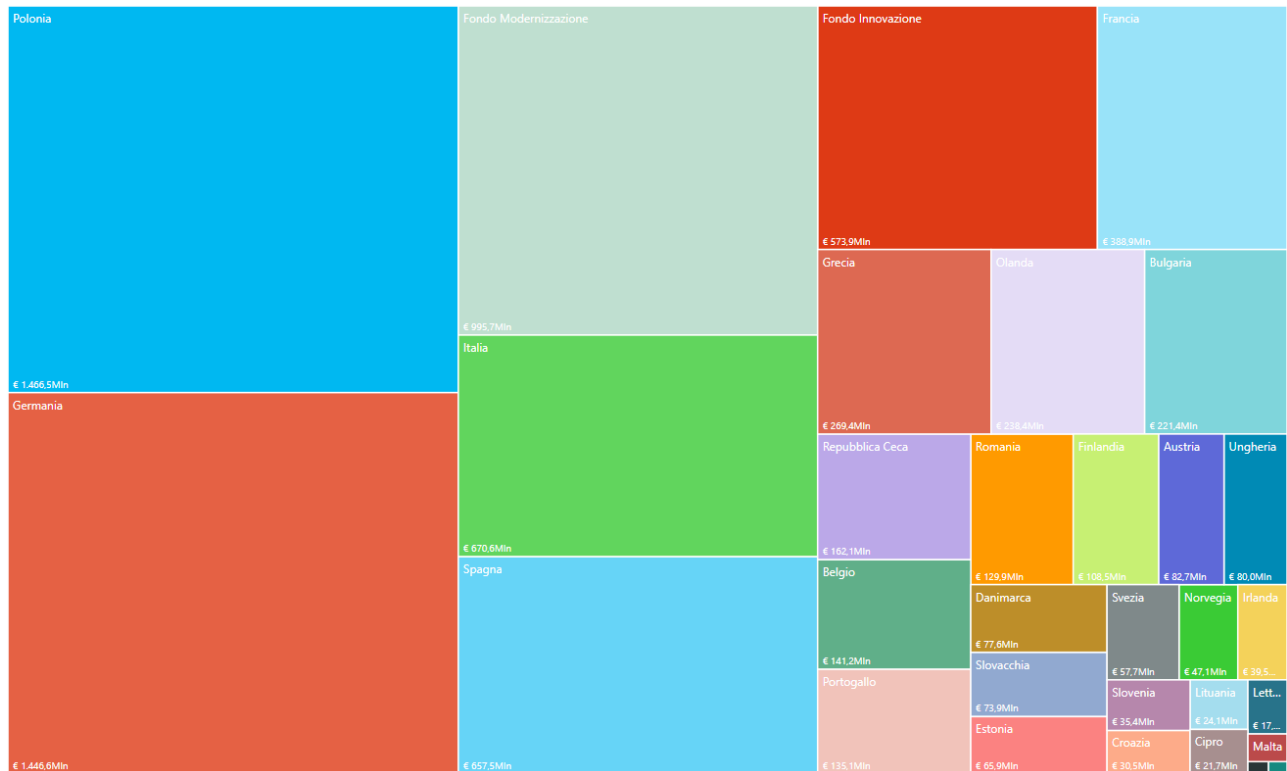 Polonia
€ 1.466,5Mln
Germania
€ 1.446,6Mln
Fondo Modernizzazione
€ 995,7Mln
Italia
€ 670,6Mln
Spagna
€ 657,5Mln
Fondo Innovazione
€ 573,9Mln
Francia
€ 388,9Mln
Grecia
€ 269,4Mln
Olanda
€ 238,4Mln
Bulgaria
€ 221,4Mln
Repubblica Ceca
€ 162,1Mln
Belgio
€ 141,2Mln
Portogallo
€ 135,1Mln
Romania
€ 129,9Mln
Finlandia
€ 108,5Mln
Austria
€ 82,7Mln
Ungheria
€ 80,0Mln
Danimarca
€ 77,6Mln
Slovacchia
€ 73,9Mln
Estonia
€ 65,9Mln
Svezia
€ 57,7Mln
Norvegia
€ 47,1Mln
Irlanda
€ 39,5...
Slovenia
€ 35,4Mln
Croazia
€ 30,5Mln
Lituania
€ 24,1Mln
Cipro
€ 21,7Mln
Lett...
€ 17,...
Malta